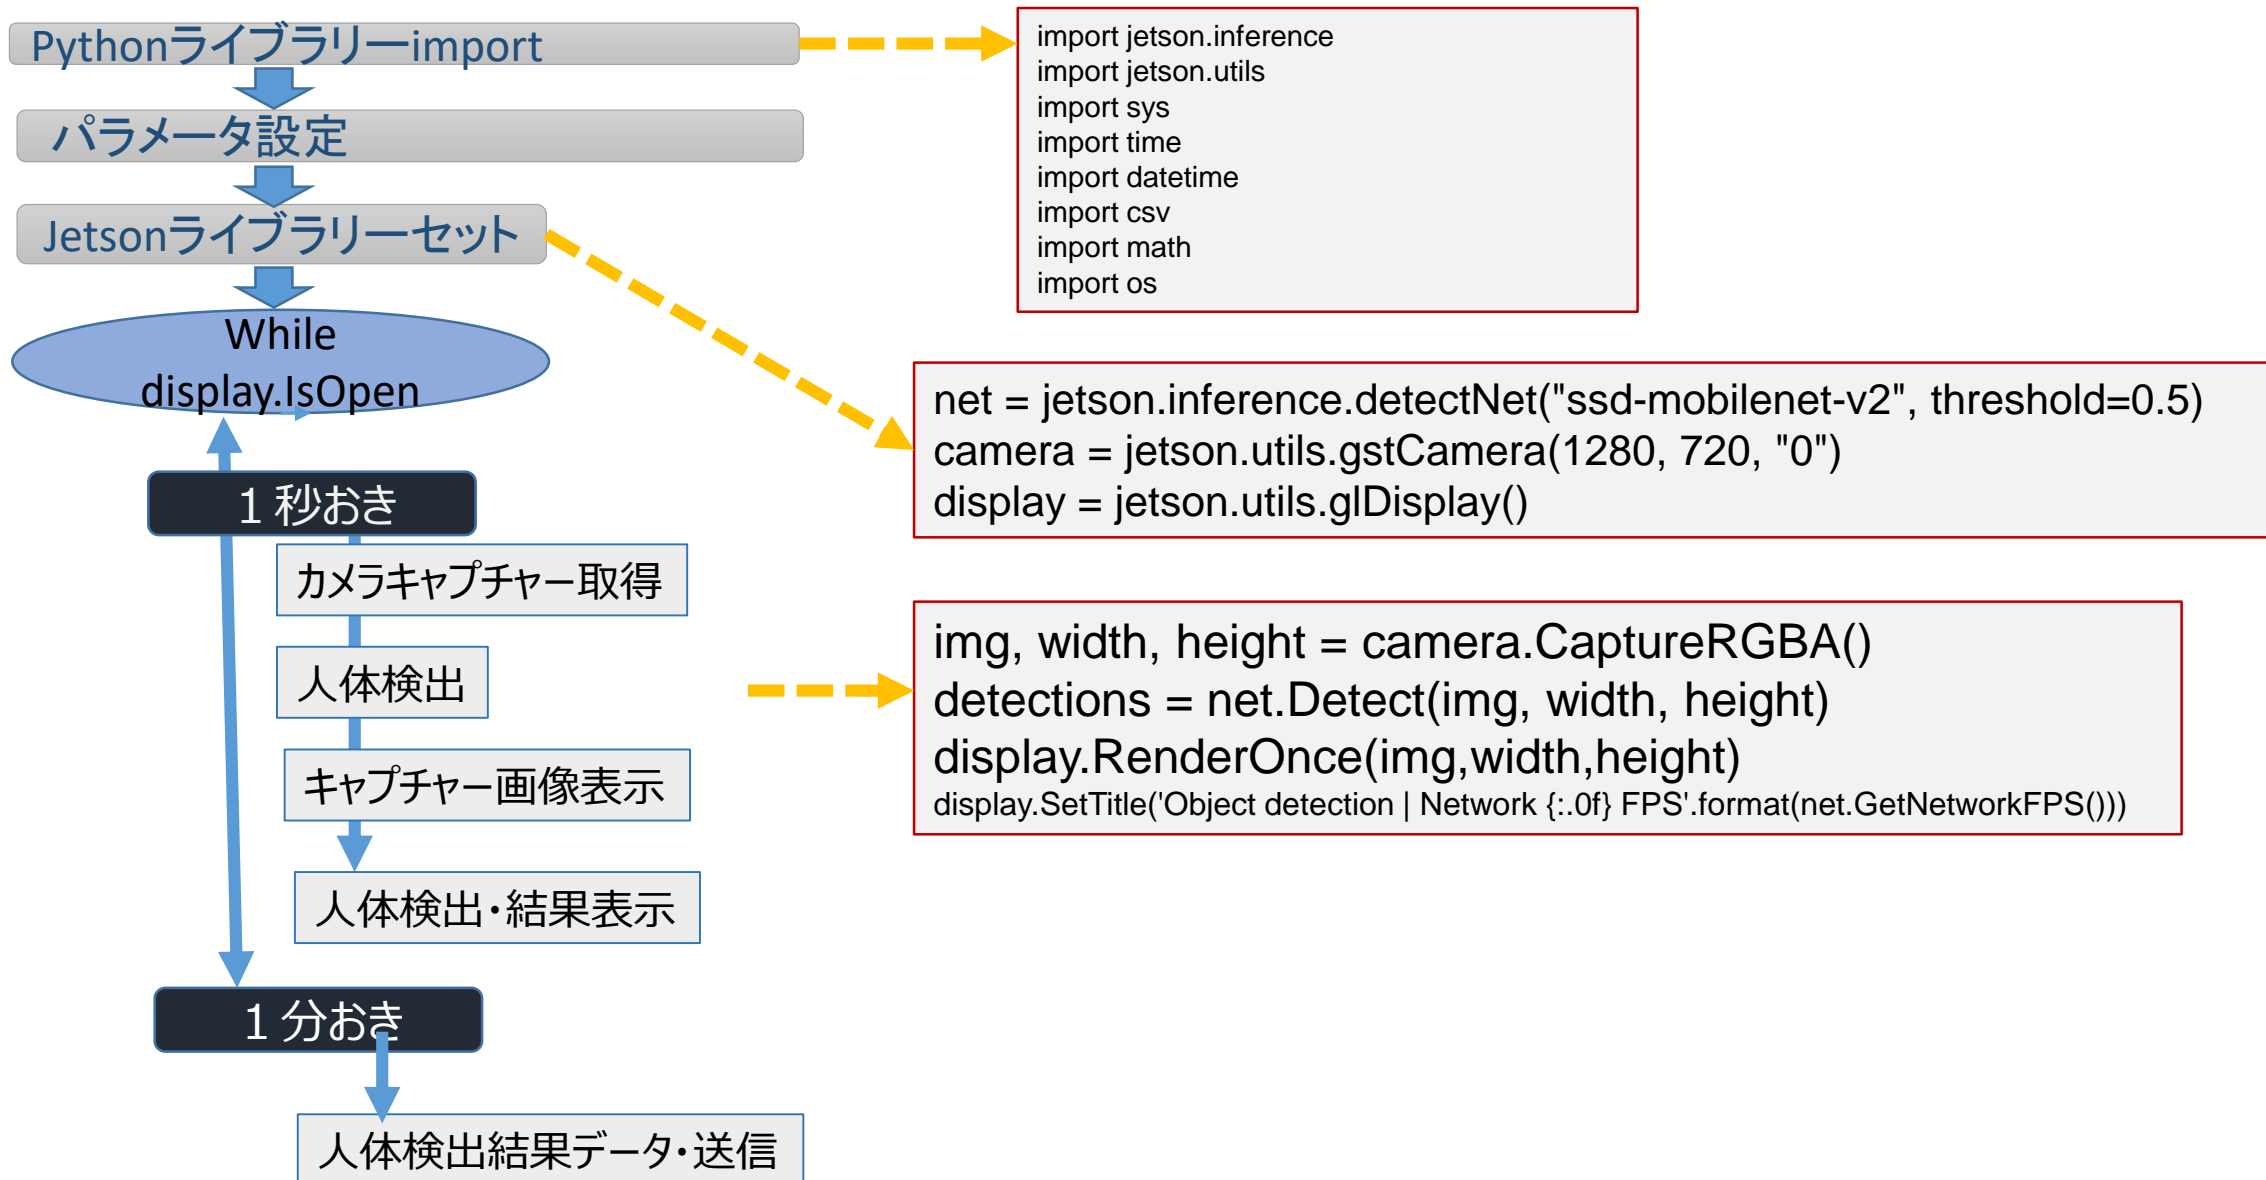 Pythonライブラリーimport
パラメータ設定
Jetsonライブラリーセット
While
display.IsOpen
１秒おき
カメラキャプチャー取得
人体検出
キャプチャー画像表示
人体検出・結果表示
１分おき
人体検出結果データ・送信
import jetson.inference
import jetson.utils
import sys
import time
import datetime
import csv
import math
import os
net = jetson.inference.detectNet("ssd-mobilenet-v2", threshold=0.5)
camera = jetson.utils.gstCamera(1280, 720, "0")
display = jetson.utils.glDisplay()
img, width, height = camera.CaptureRGBA()
detections = net.Detect(img, width, height)
display.RenderOnce(img,width,height)
display.SetTitle('Object detection | Network {:.0f} FPS'.format(net.GetNetworkFPS()))